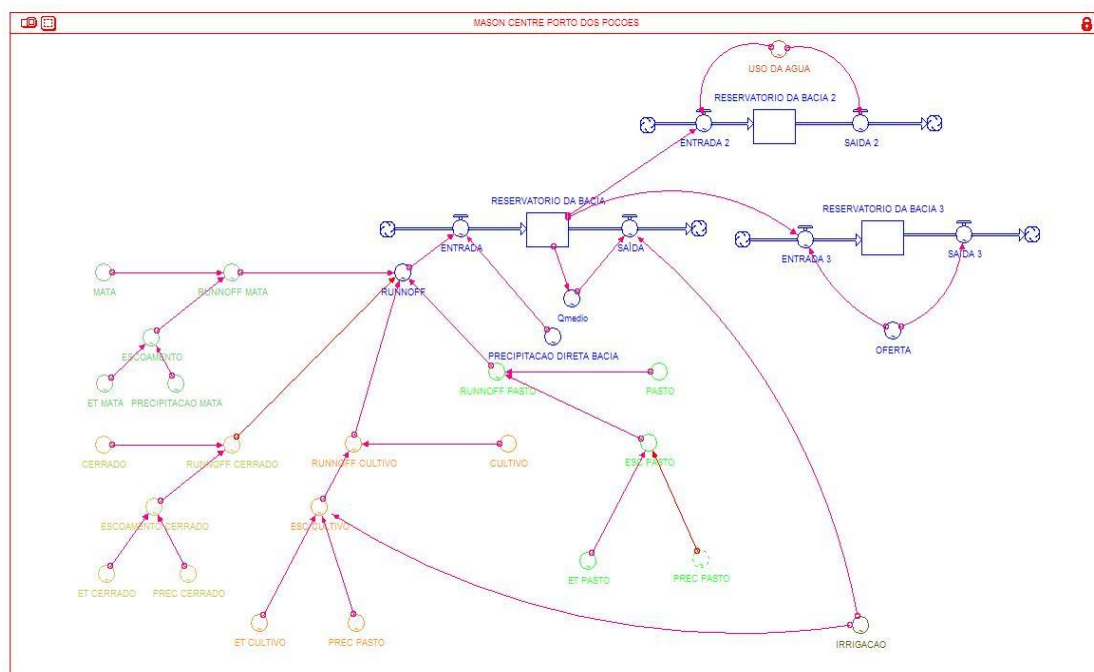 MASON CENTRE PORTO DOS POCOES
USO DA AGUA
RESERVATORIO DA BACIA 2
ENTRADA 2
SAIDA 2
RESERVATORIO DA BACIA
RESERVATORIO DA BACIA 3
ENTRADA
SAÍDA
ENTRADA 3
SAIDA 3
MATA
RUNNOFF MATA
RUNNOFF
Qmedio
ESCOAMENTO
PRECIPITACAO DIRETA BACIA
OFERTA
ET MATA
PRECIPITACAO MATA
RUNNOFF PASTO
PASTO
CERRADO
RUNNOFF CERRADO
RUNNOFF CULTIVO
CULTIVO
ESC PASTO
ESCOAMENTO CERRADO
ESC CULTIVO
ET CERRADO
PREC CERRADO
ET PASTO
PREC PASTO
ET CULTIVO
PREC PASTO
IRRIGACAO